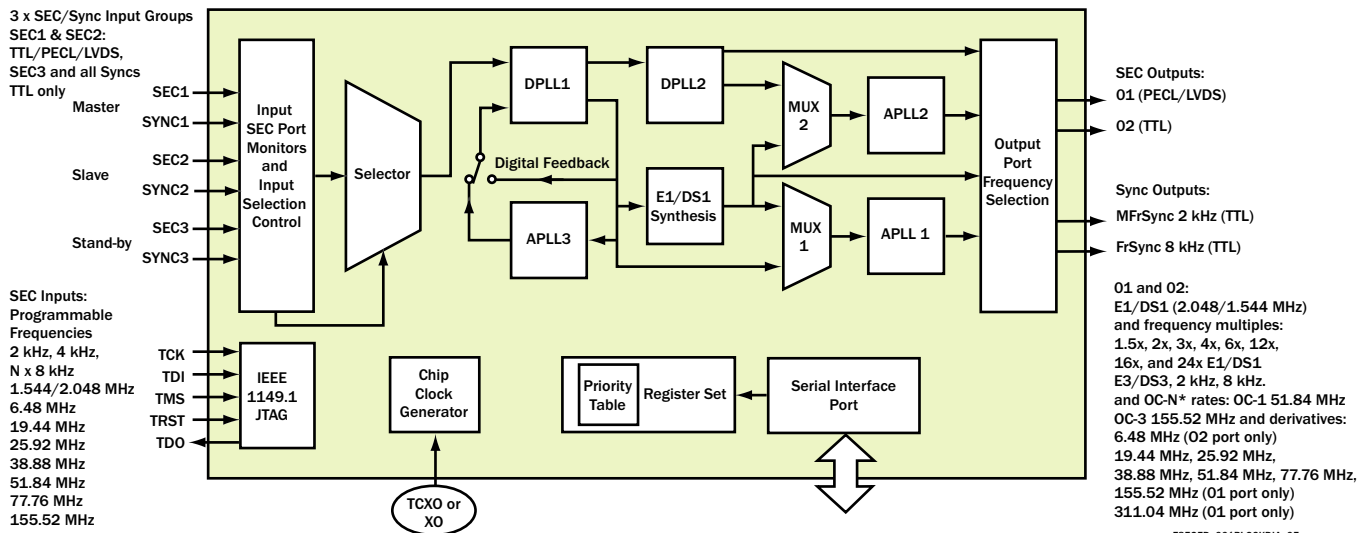 3 x SEC/Sync Input Groups
SEC1 & SEC2:
TTL/PECL/LVDS,
SEC3 and all Syncs
TTL only
Master
Slave
Stand-by
SEC1
SYNC1
SEC2
SYNC2
SEC3
SYNC3
SEC Inputs:
Programmable
Frequencies
2 kHz, 4 kHz,
N x 8 kHz
1.544/2.048 MHz
6.48 MHz
19.44 MHz
25.92 MHz
38.88 MHz
51.84 MHz
77.76 MHz
155.52 MHz
TCK
TDI
TMS
TRST
TDO
Input
SEC Port
Monitors
and
Input
Selection
Control
Selector
DPLL1
DPLL2
Digital Feedback
APLL3
E1/DS1
Synthesis
MUX
2
MUX
1
APLL2
APLL 1
Output
Port
Frequency
Selection
IEEE
1149.1
JTAG
Chip
Clock
Generator
TCXO or
XO
Priority
Table
Register Set
Serial Interface
Port
SEC Outputs:
01 (PECL/LVDS)
02 (TTL)
Sync Outputs:
MFrSync 2 kHz (TTL)
FrSync 8 kHz (TTL)
01 and 02:
E1/DS1 (2.048/1.544 MHz)
and frequency multiples:
1.5x, 2x, 3x, 4x, 6x, 12x,
16x, and 24x E1/DS1
E3/DS3, 2 kHz, 8 kHz.
and OC-N* rates: OC-1 51.84 MHz
OC-3 155.52 MHz and derivatives:
6.48 MHz (O2 port only)
19.44 MHz, 25.92 MHz,
38.88 MHz, 51.84 MHz, 77.76 MHz,
155.52 MHz (01 port only)
311.04 MHz (01 port only)